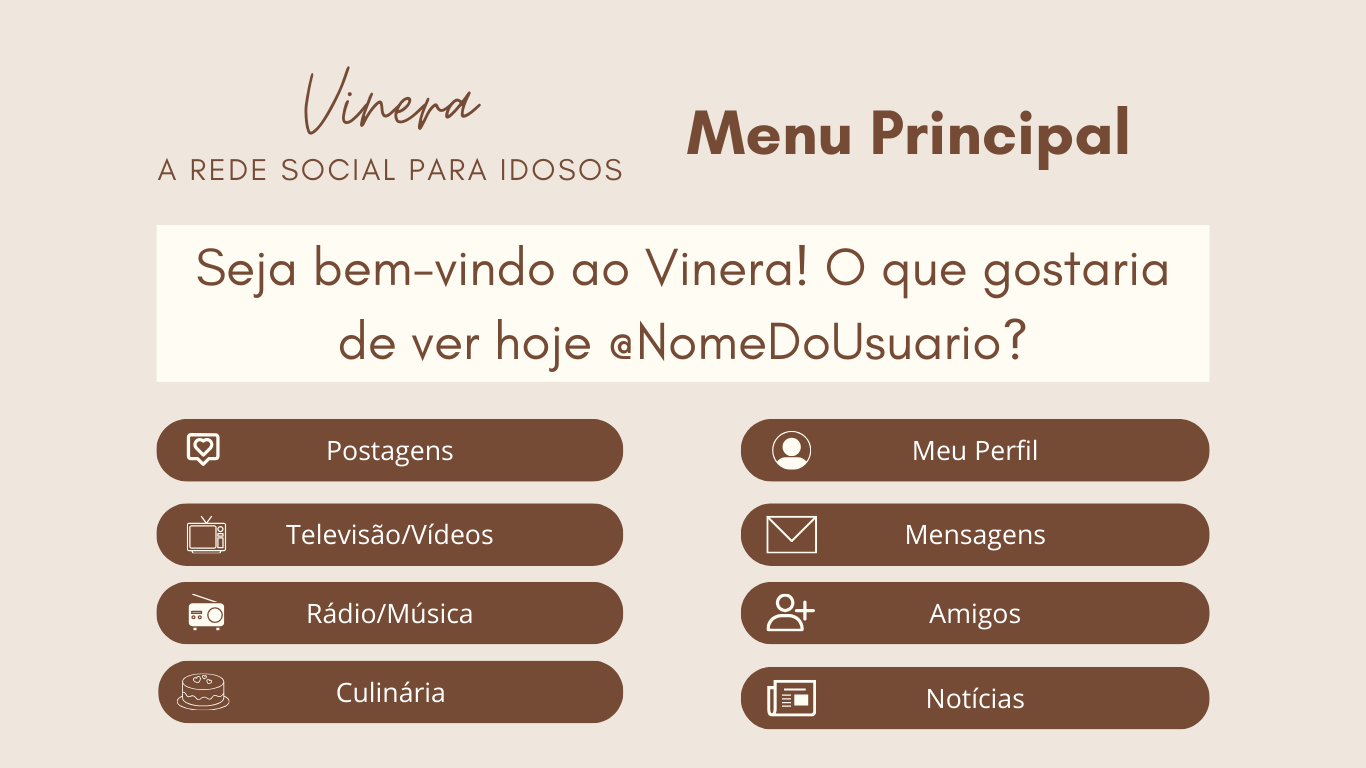 Vinera
A REDE SOCIAL PARA IDOSOS
Menu Principal
Seja bem-vindo ao Vinera! O que gostaria
de ver hoje @NomeDoUsuario?
Postagens
Televisão/Vídeos
Rádio/Música
Culinária
Meu Perfil
Mensagens
Amigos
Notícias